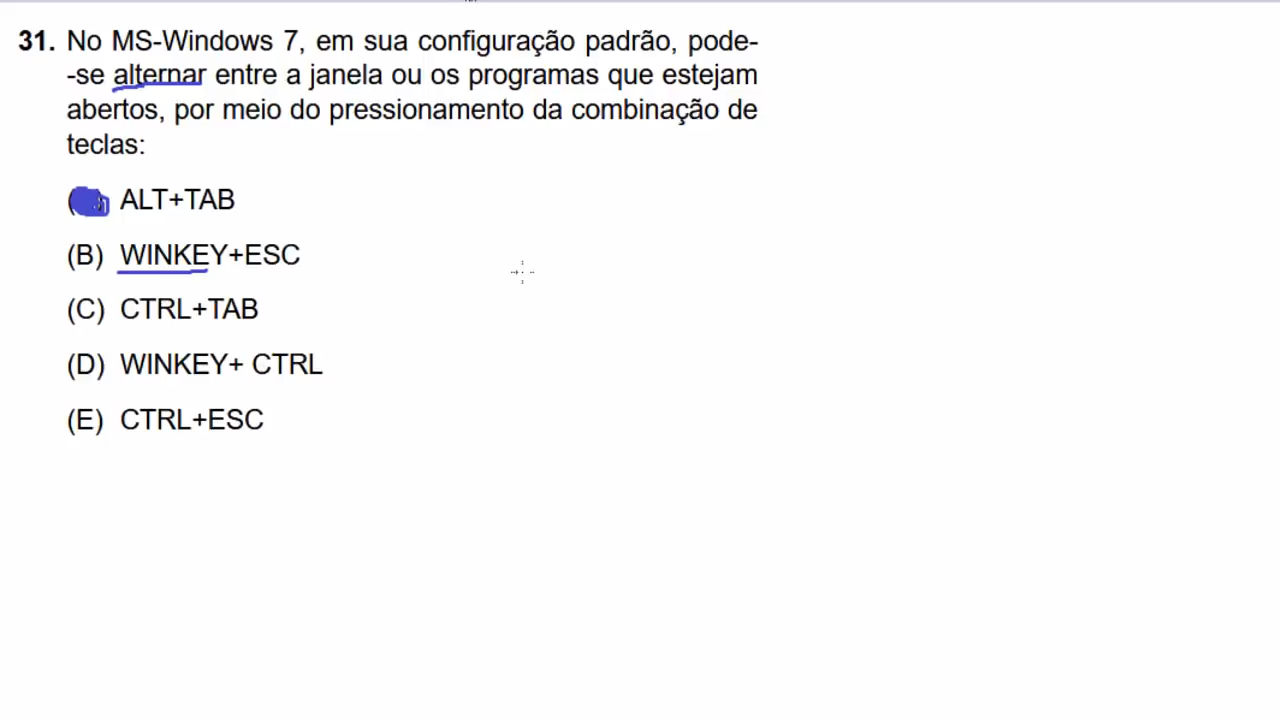 31. No MS-Windows 7, em sua configuração padrão, pode-
-se alternar entre a janela ou os programas que estejam
abertos, por meio do pressionamento da combinação de
teclas:
ALT+TAB
(B) WINKEY+ESC
(C) CTRL+TAB
(D) WINKEY+ CTRL
(E) CTRL+ESC